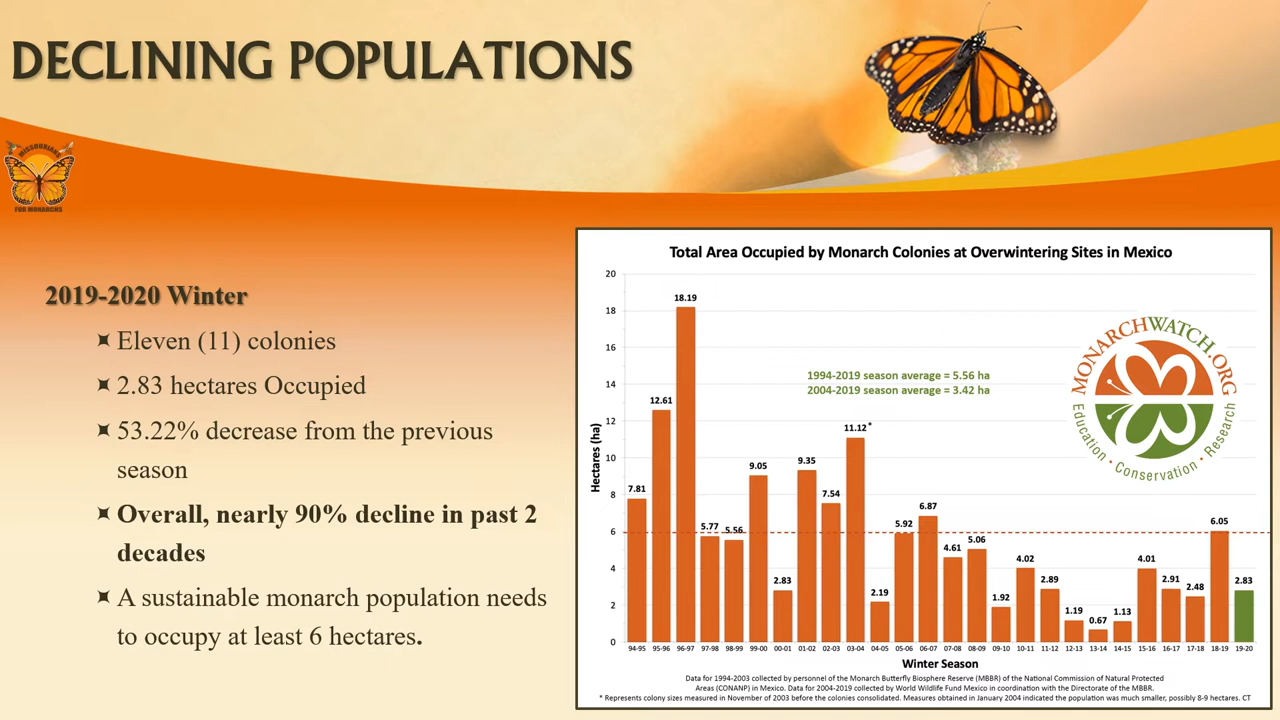 DECLINING POPULATIONS
MISSOURIANS
FOR MONARCHS
2019-2020 Winter
Eleven (11) colonies
2.83 hectares Occupied
53.22% decrease from the previous
season
Overall, nearly 90% decline in past 2
decades
A sustainable monarch population needs
to occupy at least 6 hectares.
Total Area Occupied by Monarch Colonies at Overwintering Sites in Mexico
Hectares (ha)
20
18
16
14
12
10
8
6
4
2
0
7.81
12.61
18.19
5.77
5.56
9.05
2.83
9.35
7.54
11.12*
2.19
5.92
6.87
4.61
5.06
1.92
4.02
2.89
1.19
0.67
1.13
4.01
2.91
2.48
6.05
2.83
1994-2019 season average = 5.56 ha
2004-2019 season average = 3.42 ha
MONARCHWATCH.ORG
Education • Conservation • Research
94-95 95-96 96-97 97-98 98-99 99-00 00-01 01-02 02-03 03-04 04-05 05-06 06-07 07-08 08-09 09-10 10-11 11-12 12-13 13-14 14-15 15-16 16-17 17-18 18-19 19-20
Winter Season
Data for 1994-2003 collected by personnel of the Monarch Butterfly Biosphere Reserve (MBBR) of the National Commission of Natural Protected
Areas (CONANP) in Mexico. Data for 2004-2019 collected by World Wildlife Fund Mexico in coordination with the Directorate of the MBBR.
* Represents colony sizes measured in November of 2003 before the colonies consolidated. Measures obtained in January 2004 indicated the population was much smaller, possibly 8-9 hectares. CT